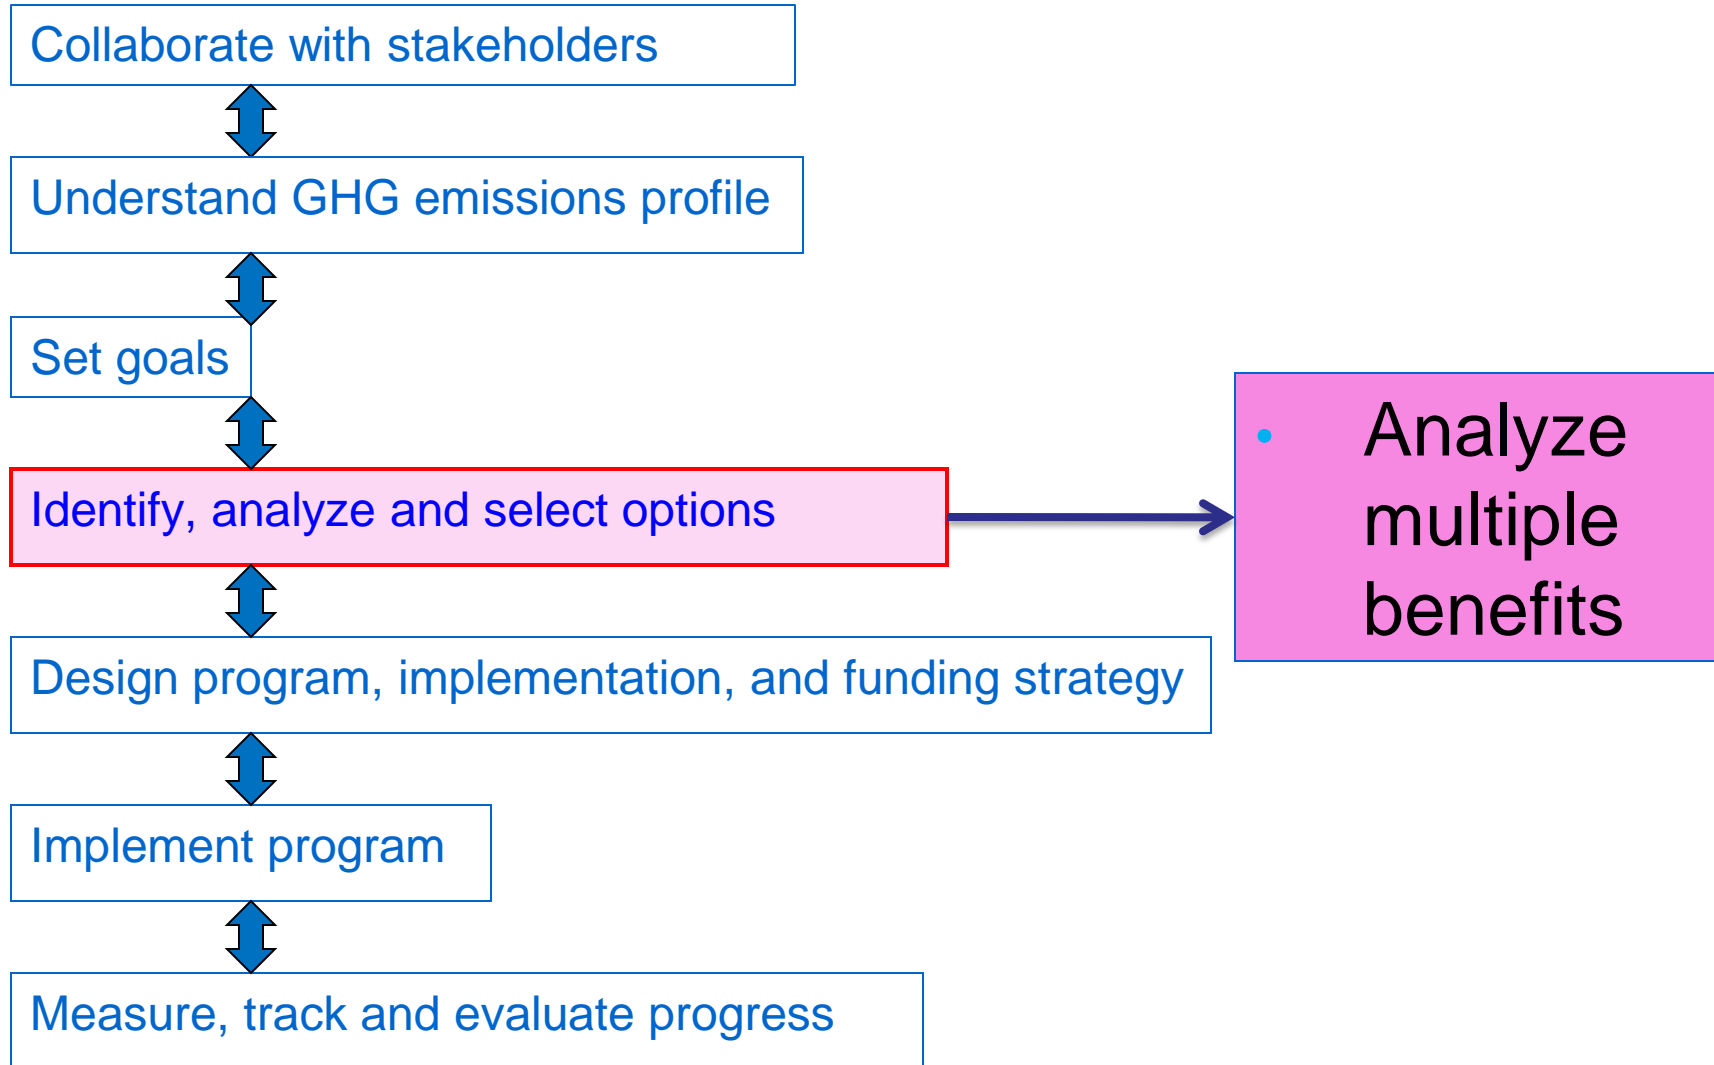 Collaborate with stakeholders
Understand GHG emissions profile
Set goals
Identify, analyze and select options
• Analyze
multiple
benefits
Design program, implementation, and funding strategy
Implement program
Measure, track and evaluate progress